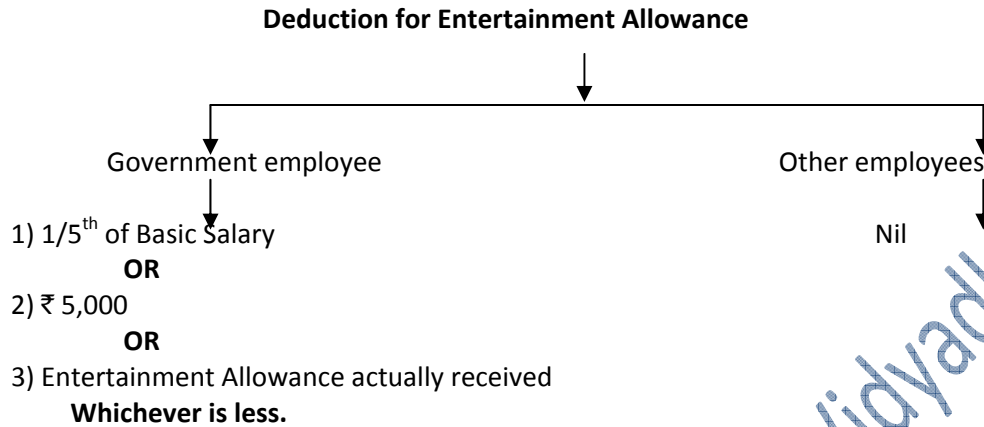 Deduction for Entertainment Allowance
Government employee Other employees
1) 1/5th of Basic Salary Nil
OR
2) ₹ 5,000
OR
3) Entertainment Allowance actually received
Whichever is less.